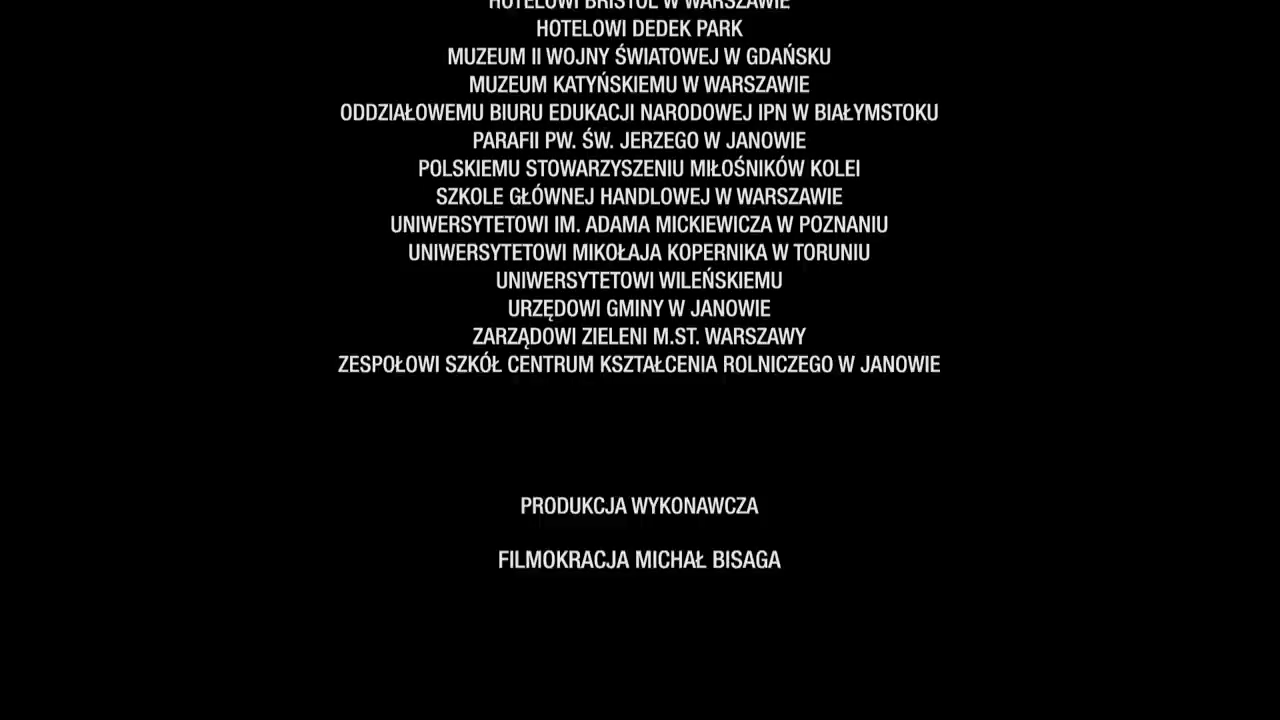 HOTELOWI BRISTOL W WARSZAWIE
HOTELOWI DEDEK PARK
MUZEUM II WOJNY ŚWIATOWEJ W GDAŃSKU
MUZEUM KATYŃSKIEMU W WARSZAWIE
ODDZIAŁOWEMU BIURU EDUKACJI NARODOWEJ IPN W BIAŁYMSTOKU
PARAFII PW. ŚW. JERZEGO W JANOWIE
POLSKIEMU STOWARZYSZENIU MIŁOŚNIKÓW KOLEI
SZKOLE GŁÓWNEJ HANDLOWEJ W WARSZAWIE
UNIWERSYTETOWI IM. ADAMA MICKIEWICZA W POZNANIU
UNIWERSYTETOWI MIKOŁAJA KOPERNIKA W TORUNIU
UNIWERSYTETOWI WILEŃSKIEMU
URZĘDOWI GMINY W JANOWIE
ZARZĄDOWI ZIELENI M.ST. WARSZAWY
ZESPOŁOWI SZKÓŁ CENTRUM KSZTAŁCENIA ROLNICZEGO W JANOWIE
PRODUKCJA WYKONAWCZA
FILMOKRACJA MICHAŁ BISAGA